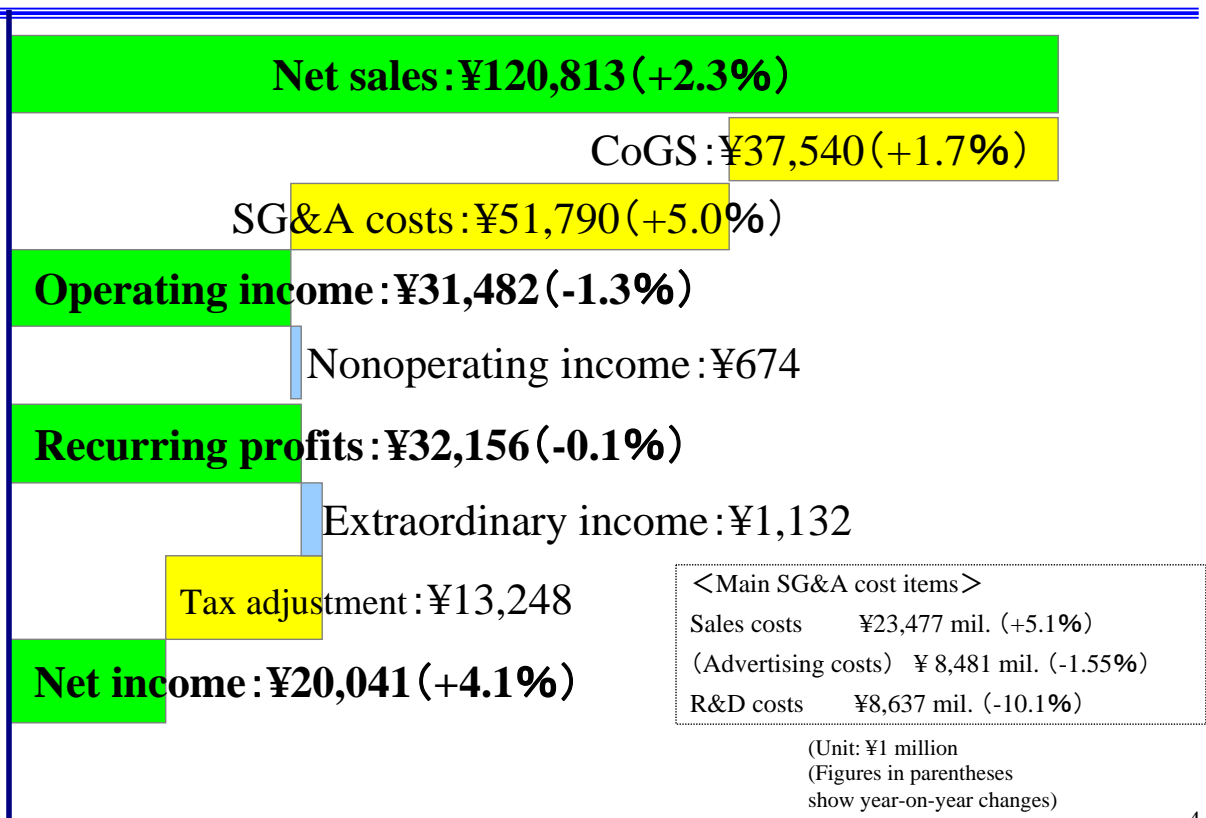 Net sales:¥120,813(+2.3%)
CoGS:¥37,540(+1.7%)
SG&A costs:¥51,790(+5.0%)
Operating income:¥31,482(-1.3%)
Nonoperating income:¥674
Recurring profits:¥32,156(-0.1%)
Extraordinary income:¥1,132
Tax adjustment:¥13,248
Net income:¥20,041(+4.1%)
<Main SG&A cost items>
Sales costs ¥23,477 mil. (+5.1%)
(Advertising costs) ¥ 8,481 mil. (-1.55%)
R&D costs ¥8,637 mil. (-10.1%)
(Unit: ¥1 million
(Figures in parentheses
show year-on-year changes)
4